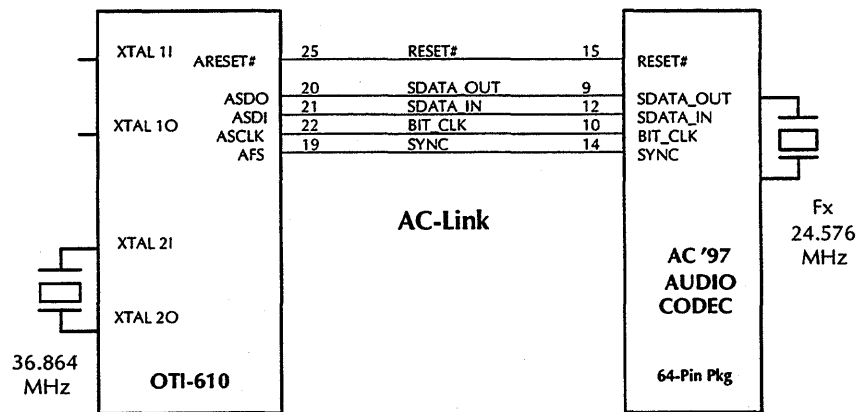 XTAL 1I
ARESET# 25 RESET# 15 RESET#
ASDO 20 SDATA_OUT 9 SDATA_OUT
ASDI 21 SDATA_IN 12 SDATA_IN
XTAL 1O
ASCLK 22 BIT_CLK 10 BIT_CLK
AFS 19 SYNC 14 SYNC
AC-Link
Fx
24.576
MHz
XTAL 2I
AC '97
AUDIO
CODEC
XTAL 2O
36.864
MHz
OTI-610
64-Pin Pkg